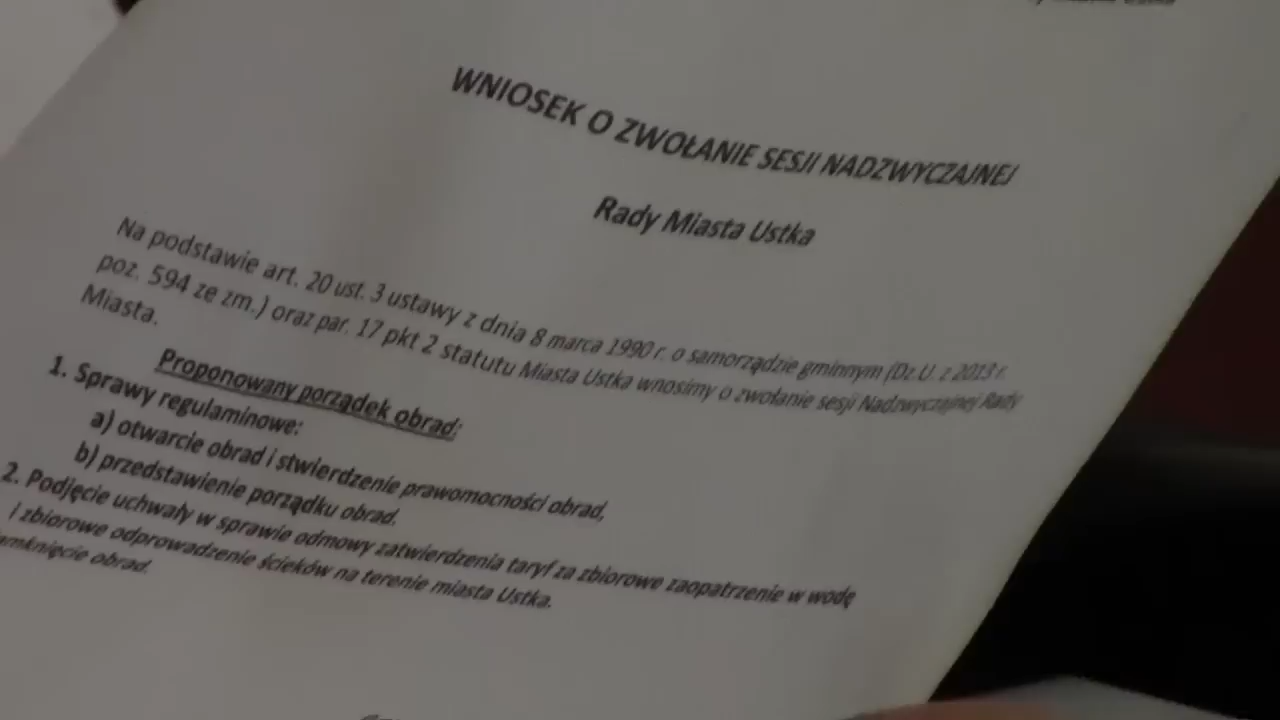 WNIOSEK O ZWOŁANIE SESJI NADZWYCZAJNEJ
Rady Miasta Ustka
Na podstawie art. 20 ust. 3 ustawy z dnia 8 marca 1990 r. o samorządzie gminnym (Dz.U. z 2013 r.
poz. 594 ze zm.) oraz par. 17 pkt 2 statutu Miasta Ustka wnosimy o zwołanie sesji Nadzwyczajnej Rady
Miasta.
Proponowany porządek obrad:
1. Sprawy regulaminowe:
a) otwarcie obrad i stwierdzenie prawomocności obrad,
b) przedstawienie porządku obrad.
2. Podjęcie uchwały w sprawie odmowy zatwierdzenia taryf za zbiorowe zaopatrzenie w wodę
i zbiorowe odprowadzenie ścieków na terenie miasta Ustka.
amknięcie obrad.